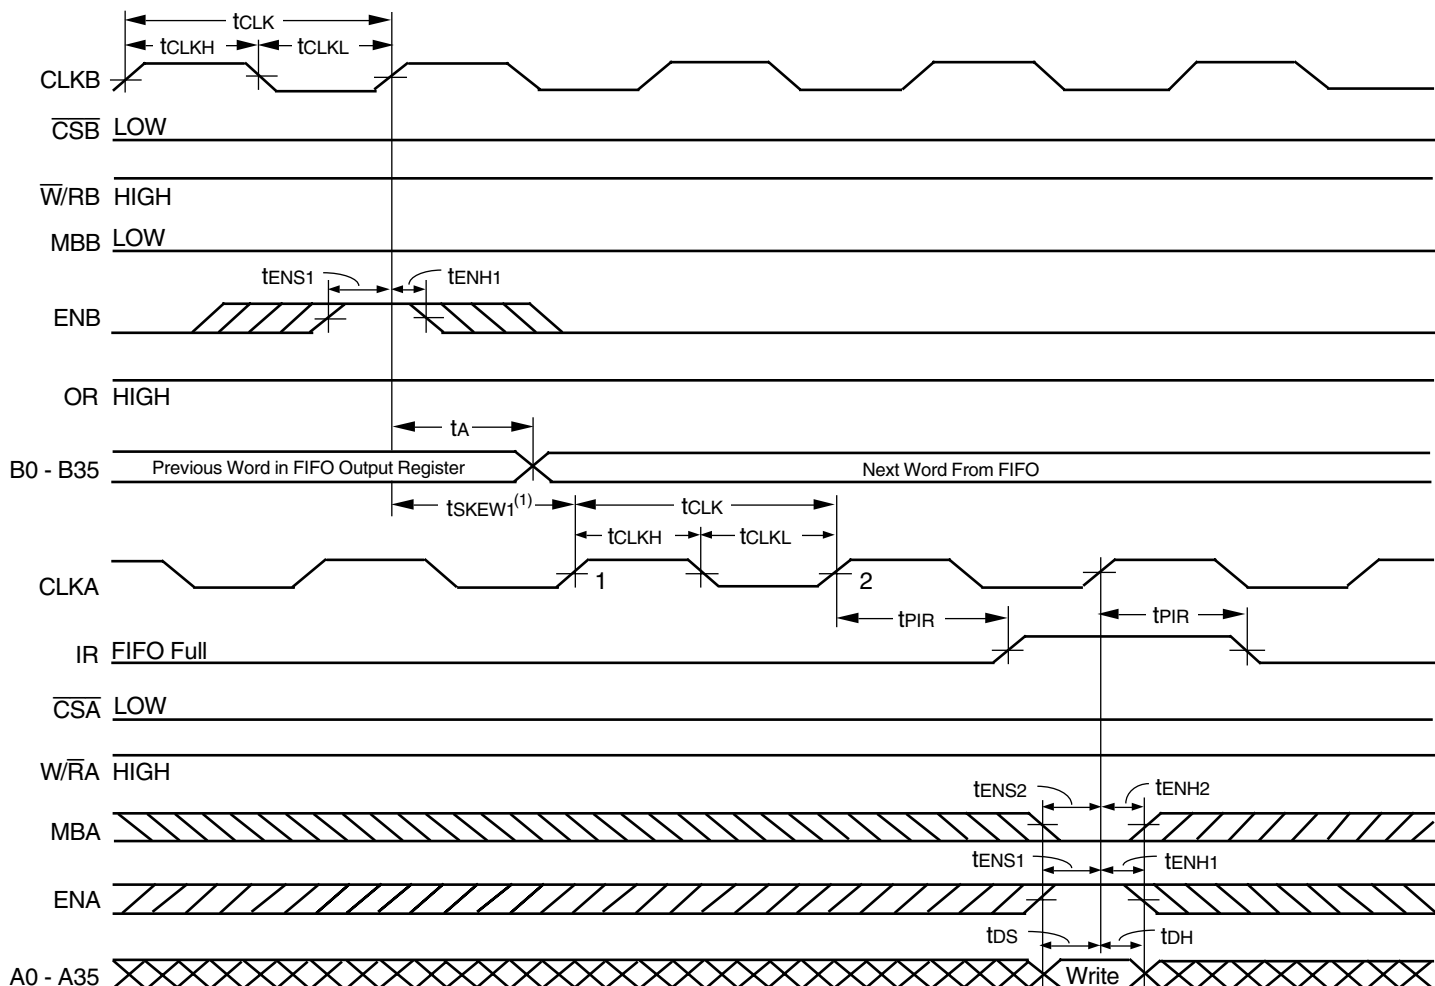 tCLK
tCLKH tCLKL
CLKB
CSB LOW
W/RB HIGH
MBB LOW
tENS1 tENH1
ENB
OR HIGH
tA
B0 - B35 Previous Word in FIFO Output Register Next Word From FIFO
tSKEW1(1) tCLK
tCLKH tCLKL
CLKA 1 2
tPIR tPIR
IR FIFO Full
CSA LOW
W/RA HIGH
tENS2 tENH2
MBA
tENS1 tENH1
ENA
tDS tDH
A0 - A35 Write